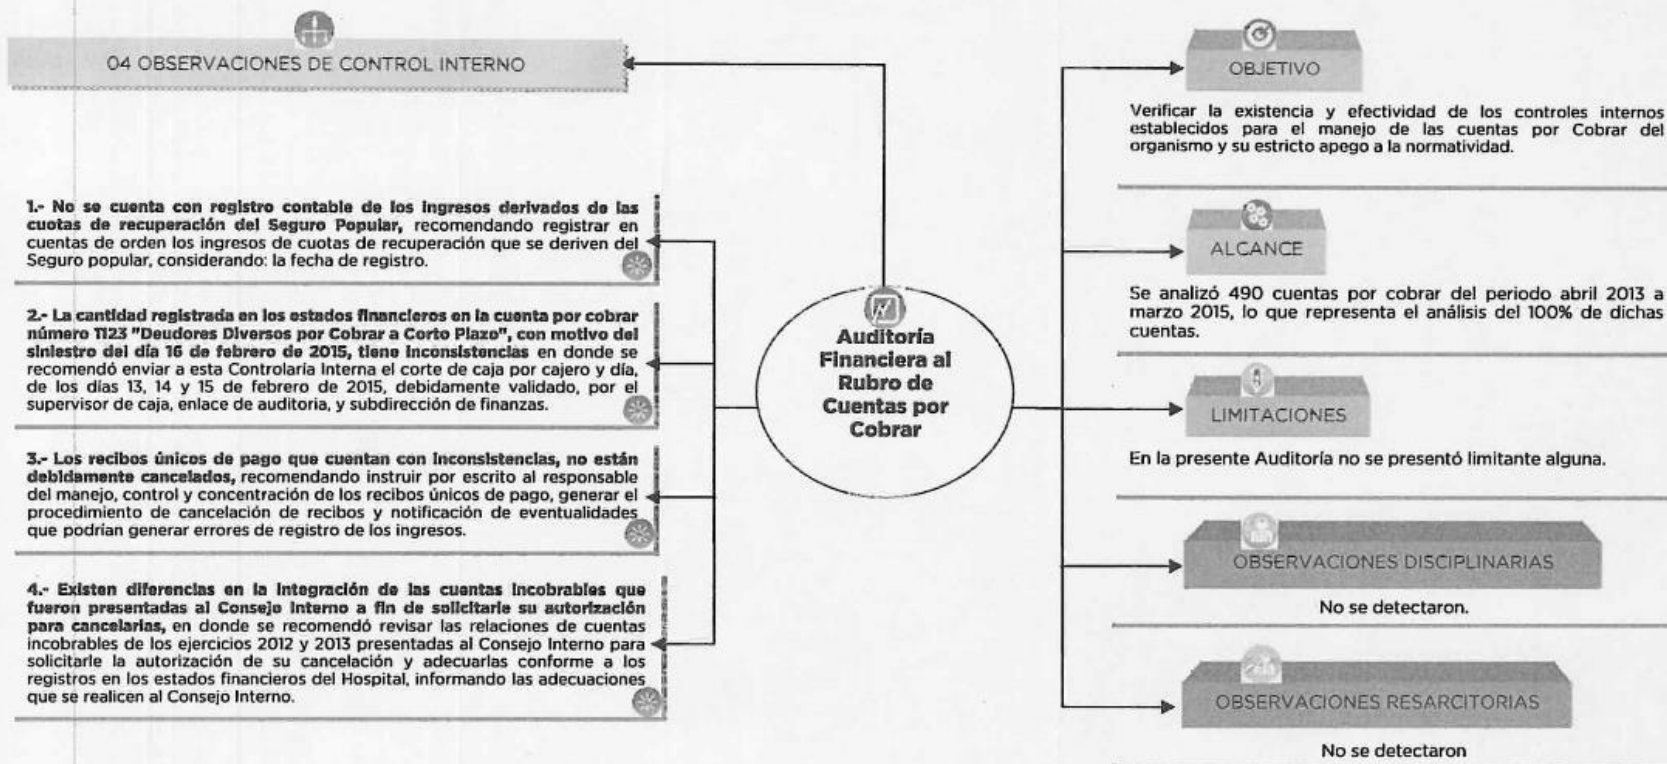 04 OBSERVACIONES DE CONTROL INTERNO
1.- No se cuenta con registro contable de los ingresos derivados de las
cuotas de recuperación del Seguro Popular, recomendando registrar en
cuentas de orden los ingresos de cuotas de recuperación que se deriven del
Seguro popular, considerando: la fecha de registro.
2.- La cantidad registrada en los estados financieros en la cuenta por cobrar
número 1123 "Deudores Diversos por Cobrar a Corto Plazo", con motivo del
siniestro del día 16 de febrero de 2015, tiene inconsistencias en donde se
recomendó enviar a esta Controlaría Interna el corte de caja por cajero y día,
de los días 13, 14 y 15 de febrero de 2015, debidamente validado, por el
supervisor de caja, enlace de auditoria, y subdirección de finanzas.
3.- Los recibos únicos de pago que cuentan con inconsistencias, no están
debidamente cancelados, recomendando instruir por escrito al responsable
del manejo, control y concentración de los recibos únicos de pago, generar el
procedimiento de cancelación de recibos y notificación de eventualidades
que podrían generar errores de registro de los ingresos.
4.- Existen diferencias en la integración de las cuentas incobrables que
fueron presentadas al Consejo Interno a fin de solicitarle su autorización
para cancelarlas, en donde se recomendó revisar las relaciones de cuentas
incobrables de los ejercicios 2012 y 2013 presentadas al Consejo Interno para
solicitarle la autorización de su cancelación y adecuarlas conforme a los
registros en los estados financieros del Hospital, informando las adecuaciones
que se realicen al Consejo Interno.
Auditoría
Financiera al
Rubro de
Cuentas por
Cobrar
OBJETIVO
Verificar la existencia y efectividad de los controles internos
establecidos para el manejo de las cuentas por Cobrar del
organismo y su estricto apego a la normatividad.
ALCANCE
Se analizó 490 cuentas por cobrar del periodo abril 2013 a
marzo 2015, lo que representa el análisis del 100% de dichas
cuentas.
LIMITACIONES
En la presente Auditoría no se presentó limitante alguna.
OBSERVACIONES DISCIPLINARIAS
No se detectaron.
OBSERVACIONES RESARCITORIAS
No se detectaron